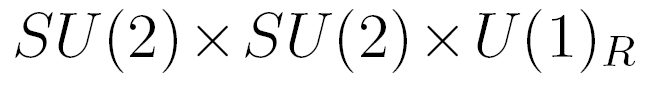 SU(2) × SU(2) × U(1)_R